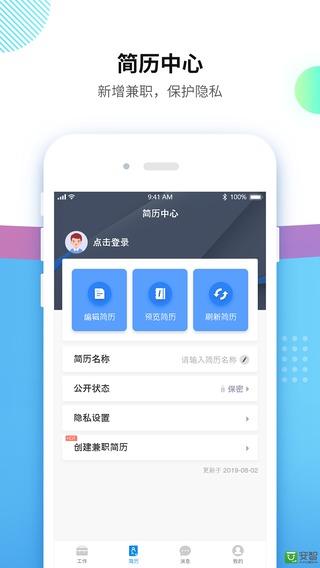 简历中心
新增兼职，保护隐私
9:41 AM
100%
简历中心
点击登录
编辑简历
预览简历
刷新简历
简历名称
请输入简历名称
公开状态
保密
隐私设置
HOT
创建兼职简历
更新于 2019-08-02
工作
简历
消息
我的
安智